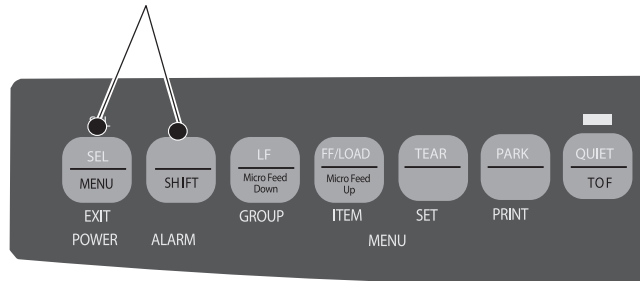 SEL
MENU
SHIFT
LF
Micro Feed
Down
FF/LOAD
Micro Feed
Up
TEAR
PARK
QUIET
TOF
EXIT
GROUP
ITEM
SET
PRINT
POWER
ALARM
MENU